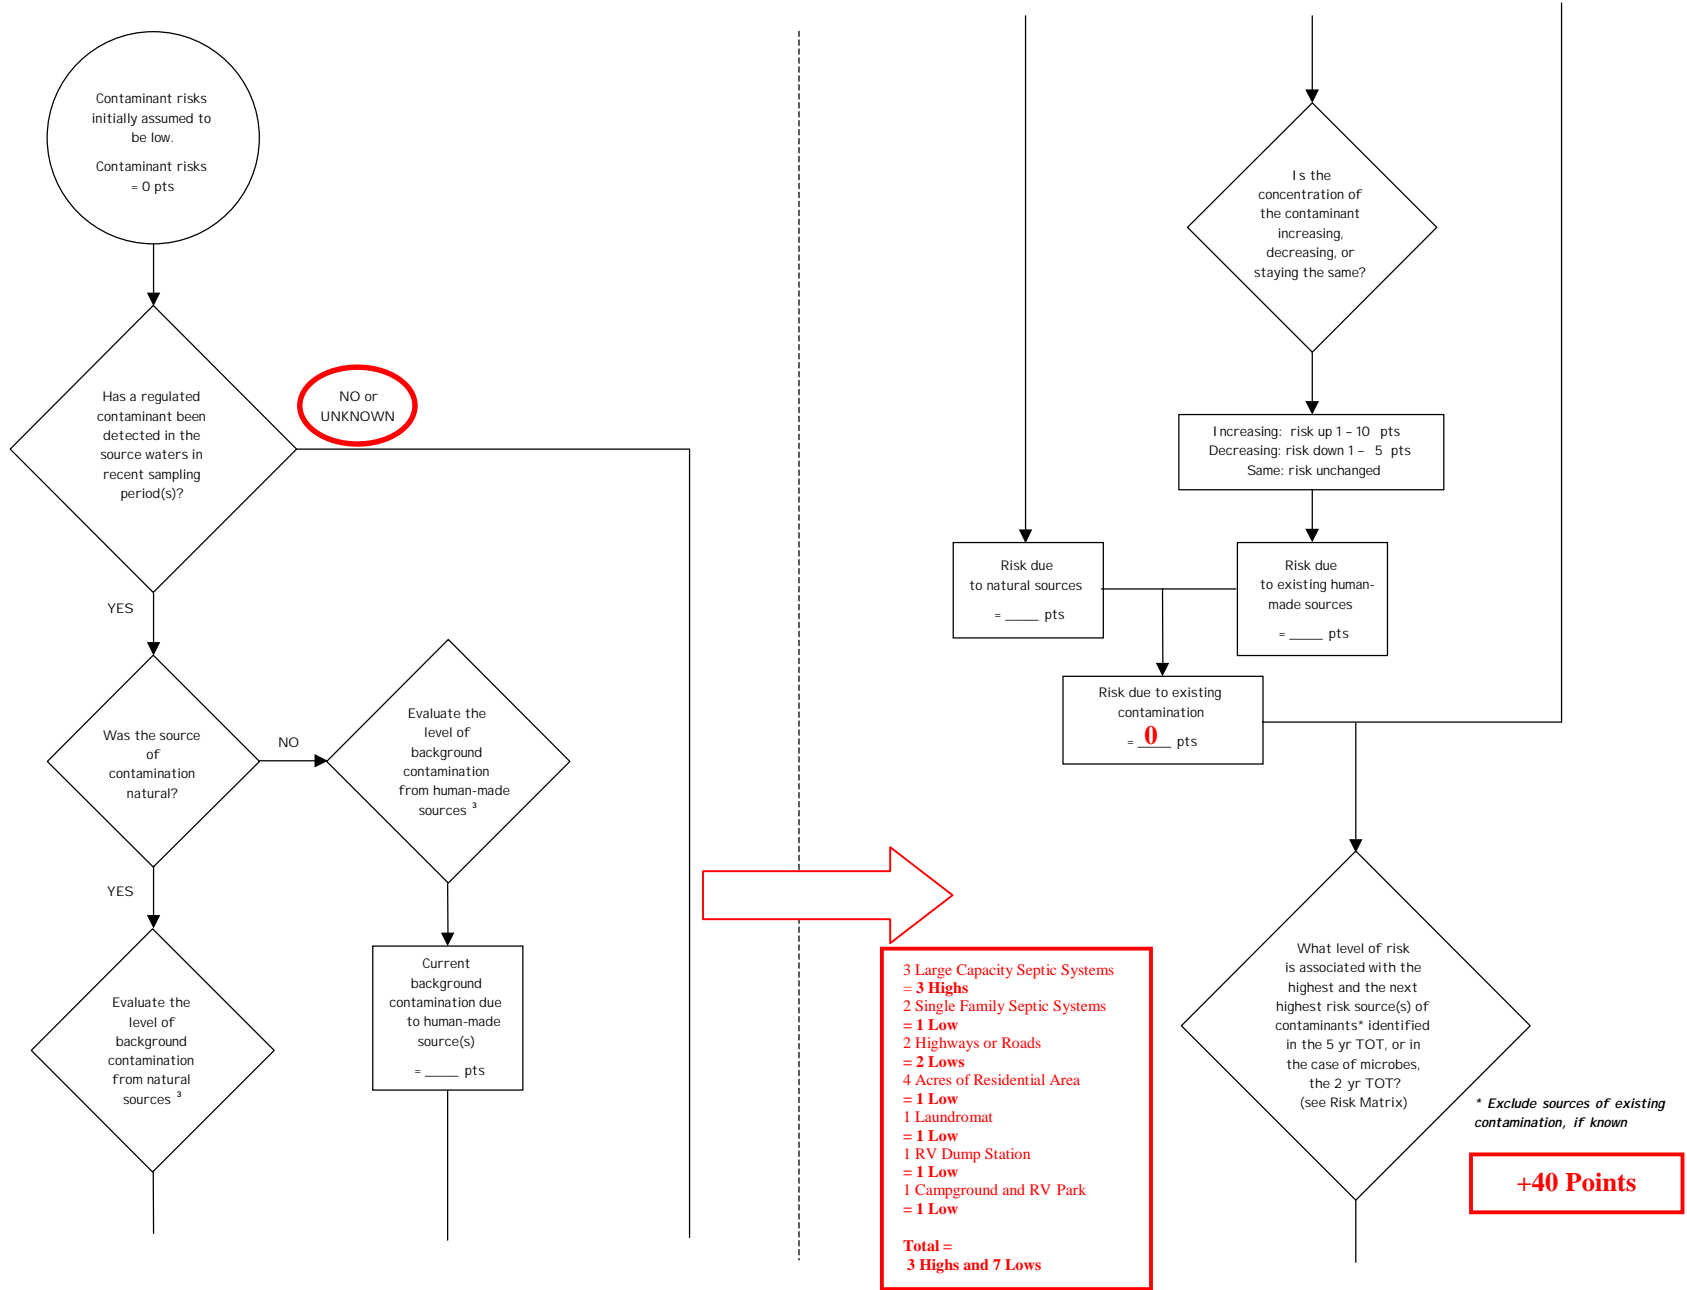 Contaminant risks
initially assumed to
be low.
Contaminant risks
= 0 pts
Has a regulated
contaminant been
detected in the
source waters in
recent sampling
period(s)?
NO or
UNKNOWN
YES
Was the source
of
contamination
natural?
NO
Evaluate the
level of
background
contamination
from human-made
sources ³
YES
Evaluate the
level of
background
contamination
from natural
sources ³
Current
background
contamination due
to human-made
source(s)
= _____ pts
Is the
concentration of
the contaminant
increasing,
decreasing, or
staying the same?
Increasing: risk up 1 – 10 pts
Decreasing: risk down 1 – 5 pts
Same: risk unchanged
Risk due
to natural sources
= _____ pts
Risk due
to existing human-
made sources
= _____ pts
Risk due to existing
contamination
= __0__ pts
3 Large Capacity Septic Systems
= 3 Highs
2 Single Family Septic Systems
= 1 Low
2 Highways or Roads
= 2 Lows
4 Acres of Residential Area
= 1 Low
1 Laundromat
= 1 Low
1 RV Dump Station
= 1 Low
1 Campground and RV Park
= 1 Low
Total =
3 Highs and 7 Lows
What level of risk
is associated with the
highest and the next
highest risk source(s) of
contaminants* identified
in the 5 yr TOT, or in
the case of microbes,
the 2 yr TOT?
(see Risk Matrix)
* Exclude sources of existing
contamination, if known
+40 Points